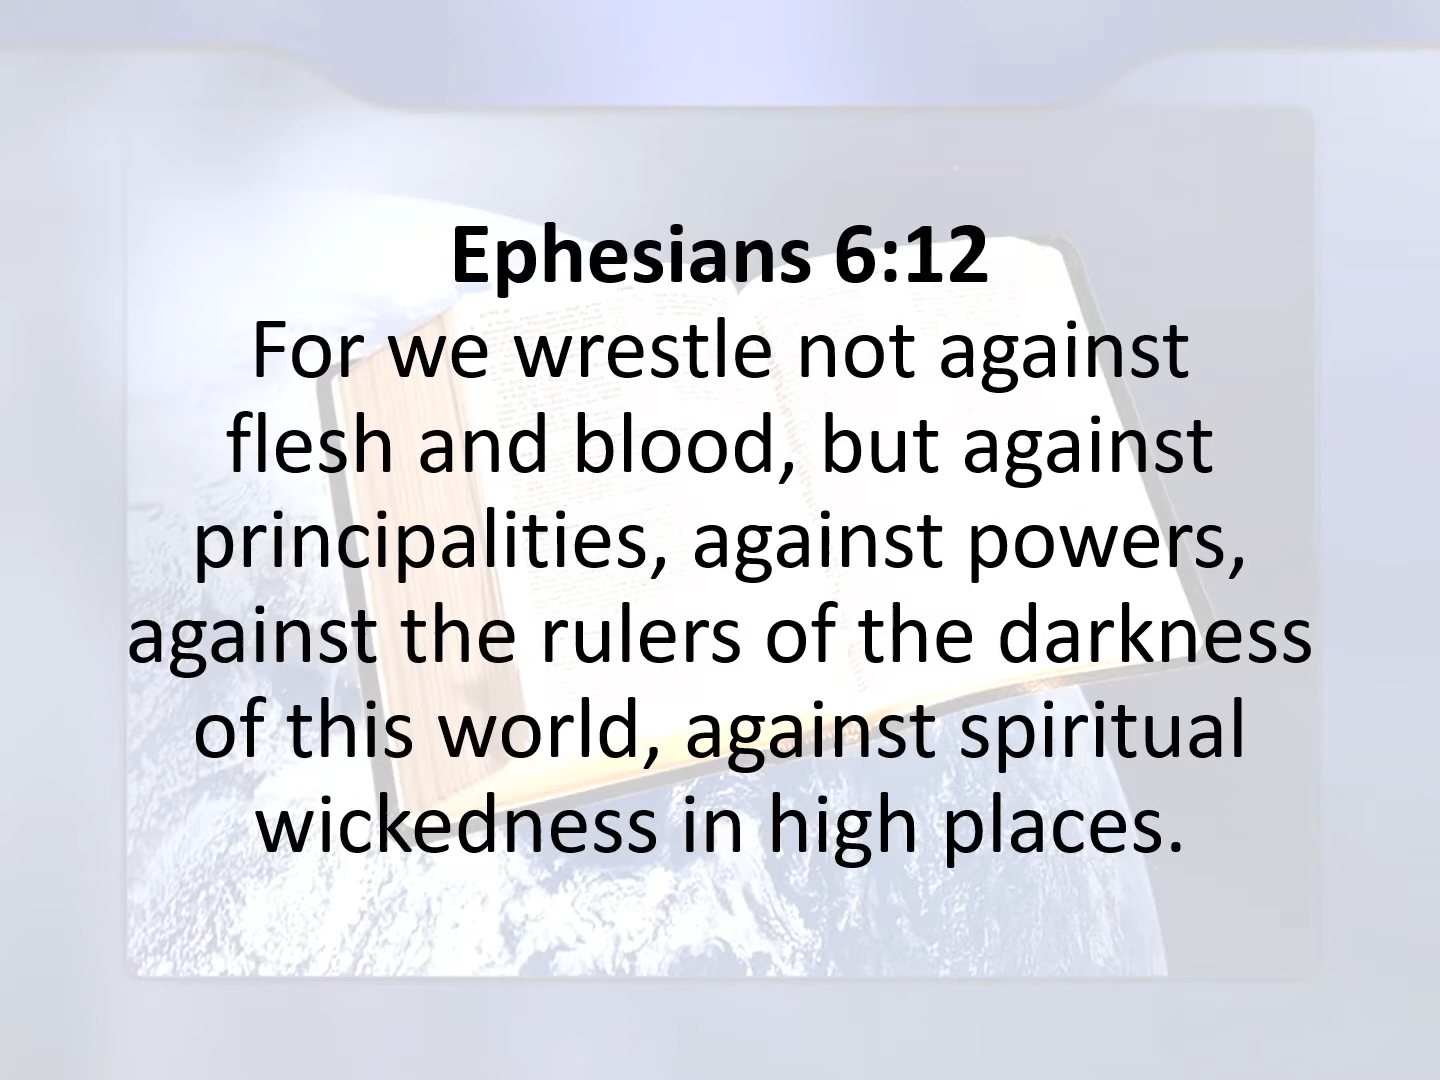 Ephesians 6:12
For we wrestle not against
flesh and blood, but against
principalities, against powers,
against the rulers of the darkness
of this world, against spiritual
wickedness in high places.